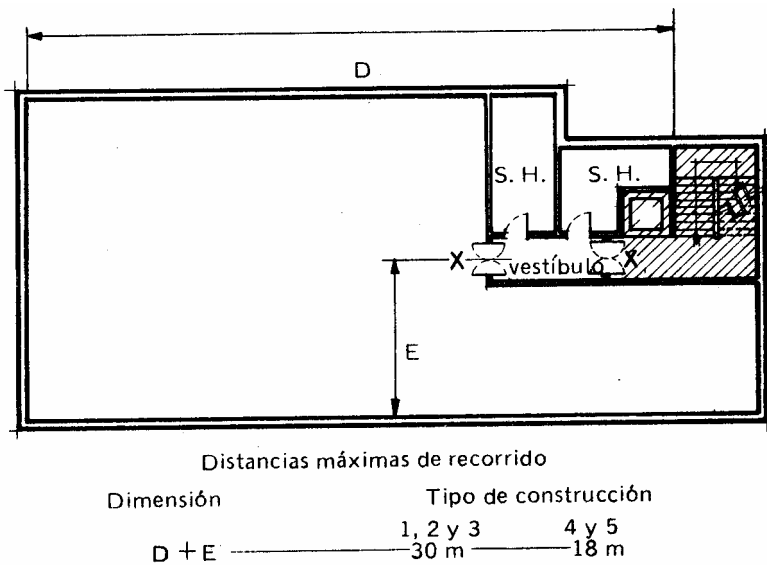 D
S. H.
S. H.
X
vestíbulo
X
E
Distancias máximas de recorrido
Dimensión Tipo de construcción
1, 2 y 3 4 y 5
D + E 30 m 18 m